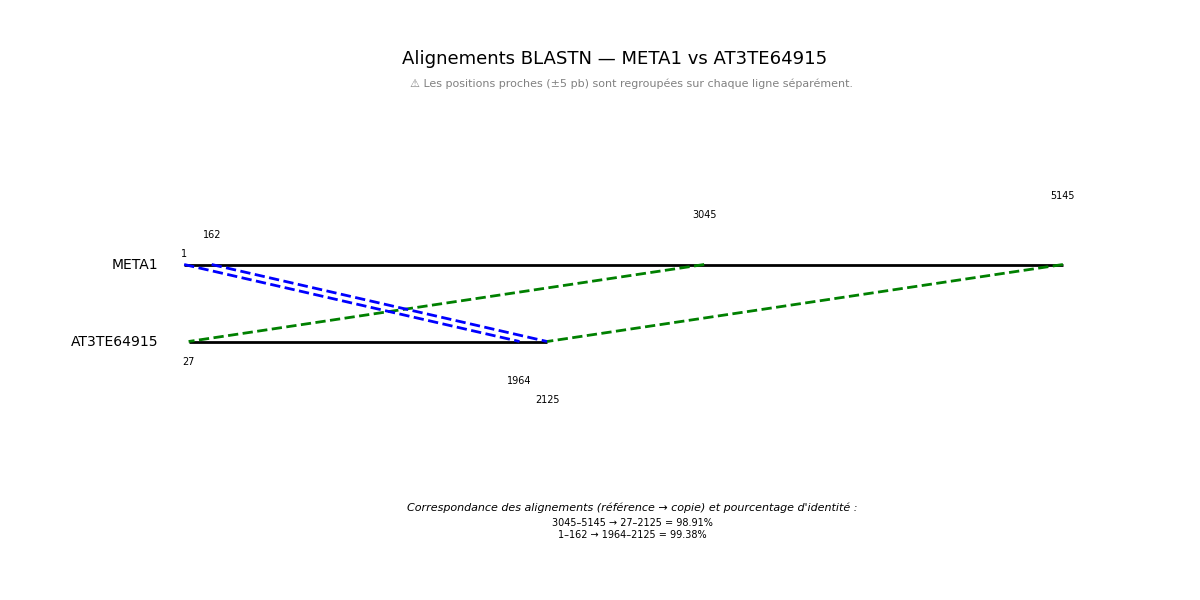 Alignements BLASTN — META1 vs AT3TE64915
⚠ Les positions proches (±5 pb) sont regroupées sur chaque ligne séparément.
5145
3045
162
1
META1
AT3TE64915
27
1964
2125
Correspondance des alignements (référence → copie) et pourcentage d'identité :
3045–5145 → 27–2125 = 98.91%
1–162 → 1964–2125 = 99.38%